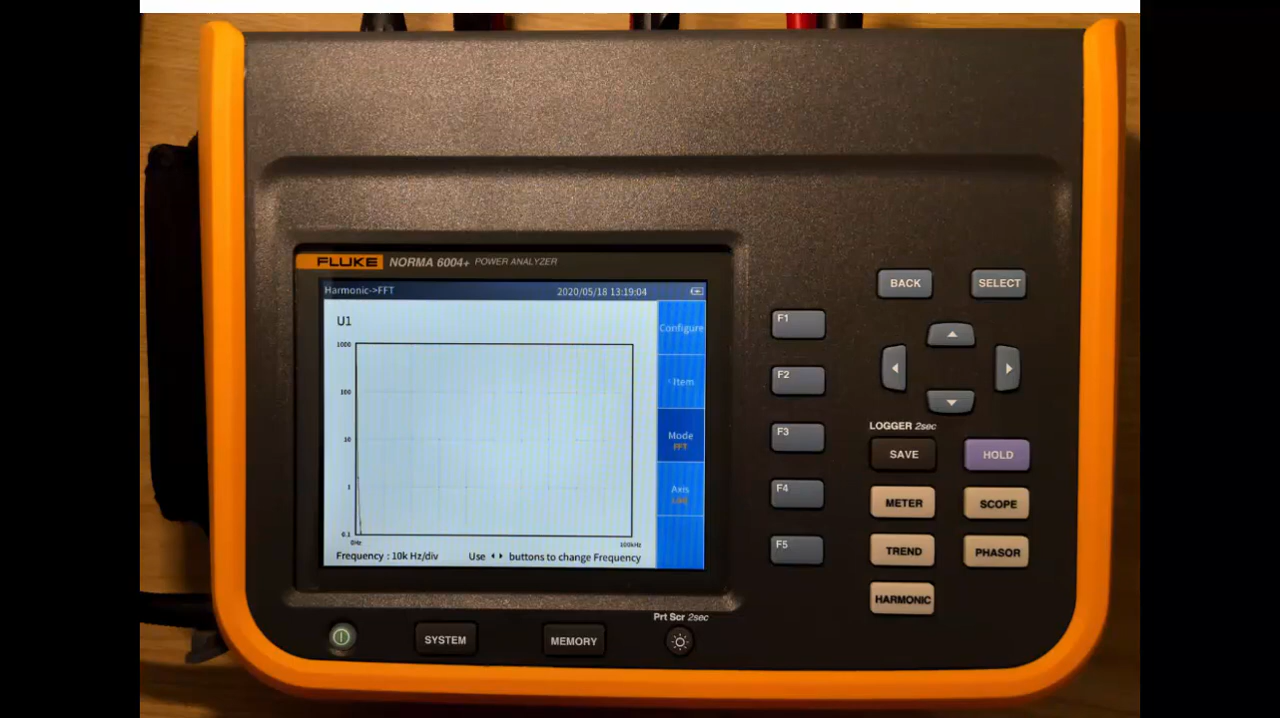 FLUKE NORMA 6004+ POWER ANALYZER
Harmonic->FFT 2020/05/18 13:19:04
U1
1000
100
10
1
0.1
0Hz 100kHz
Frequency : 10k Hz/div Use buttons to change Frequency
Configure
Item
Mode
FFT
Axis
LOG
F1
F2
F3
F4
F5
BACK SELECT
LOGGER 2sec
SAVE HOLD
METER SCOPE
TREND PHASOR
HARMONIC
Prt Scr 2sec
SYSTEM MEMORY